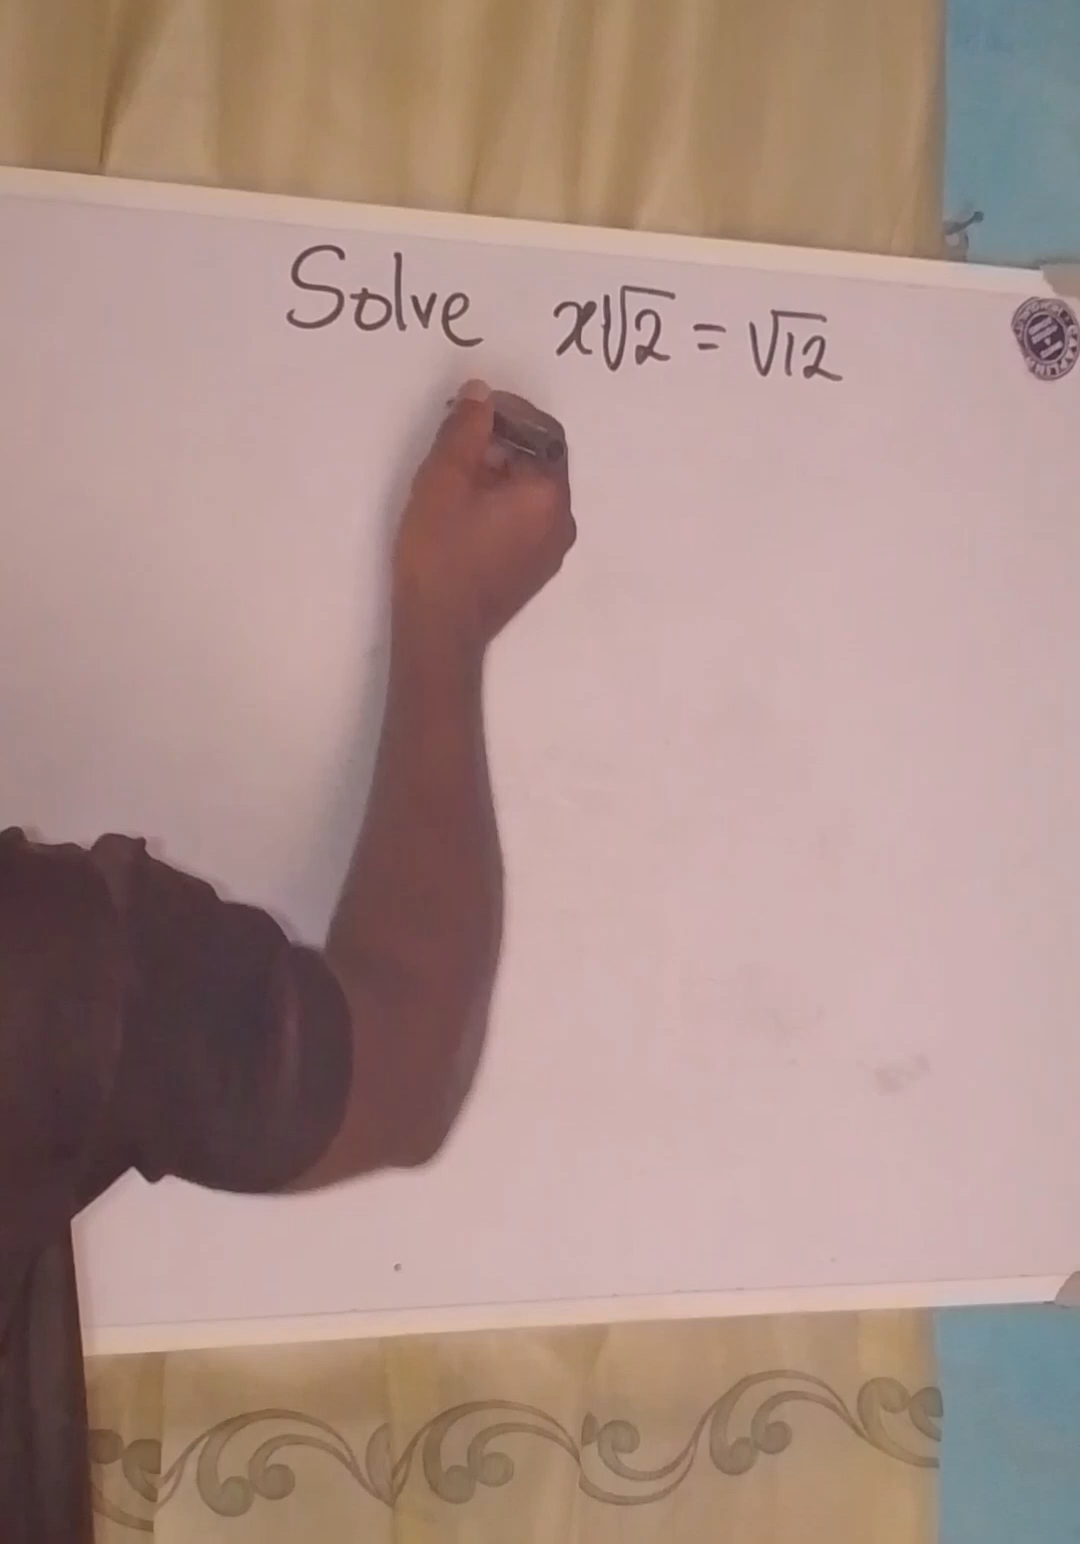 Solve x√2 = √12